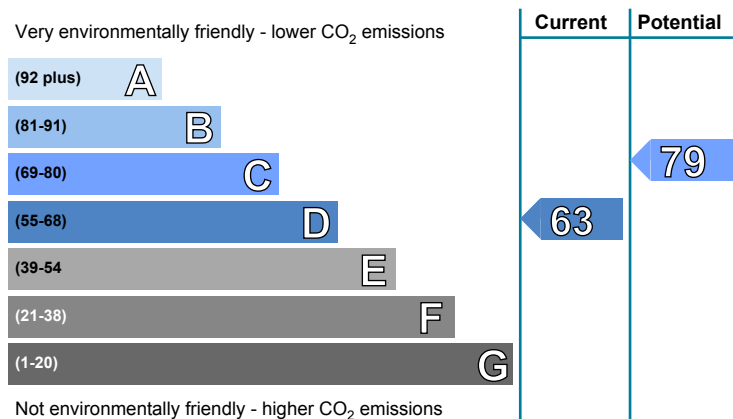 Very environmentally friendly - lower CO2 emissions
Current
Potential
(92 plus) A
(81-91) B
(69-80) C
79
(55-68) D
63
(39-54 E
(21-38) F
(1-20) G
Not environmentally friendly - higher CO2 emissions